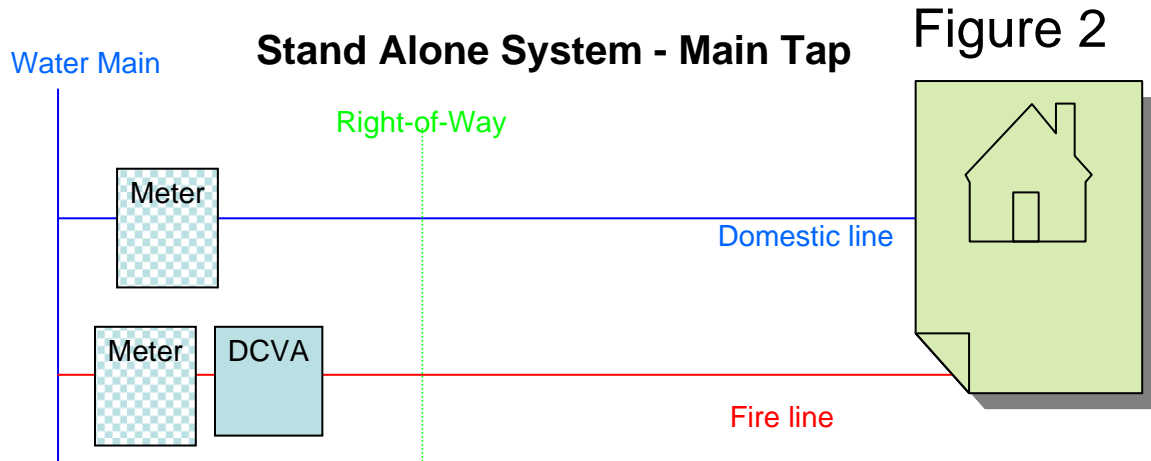 Figure 2
Stand Alone System - Main Tap
Water Main
Right-of-Way
Meter
Domestic line
Meter
DCVA
Fire line